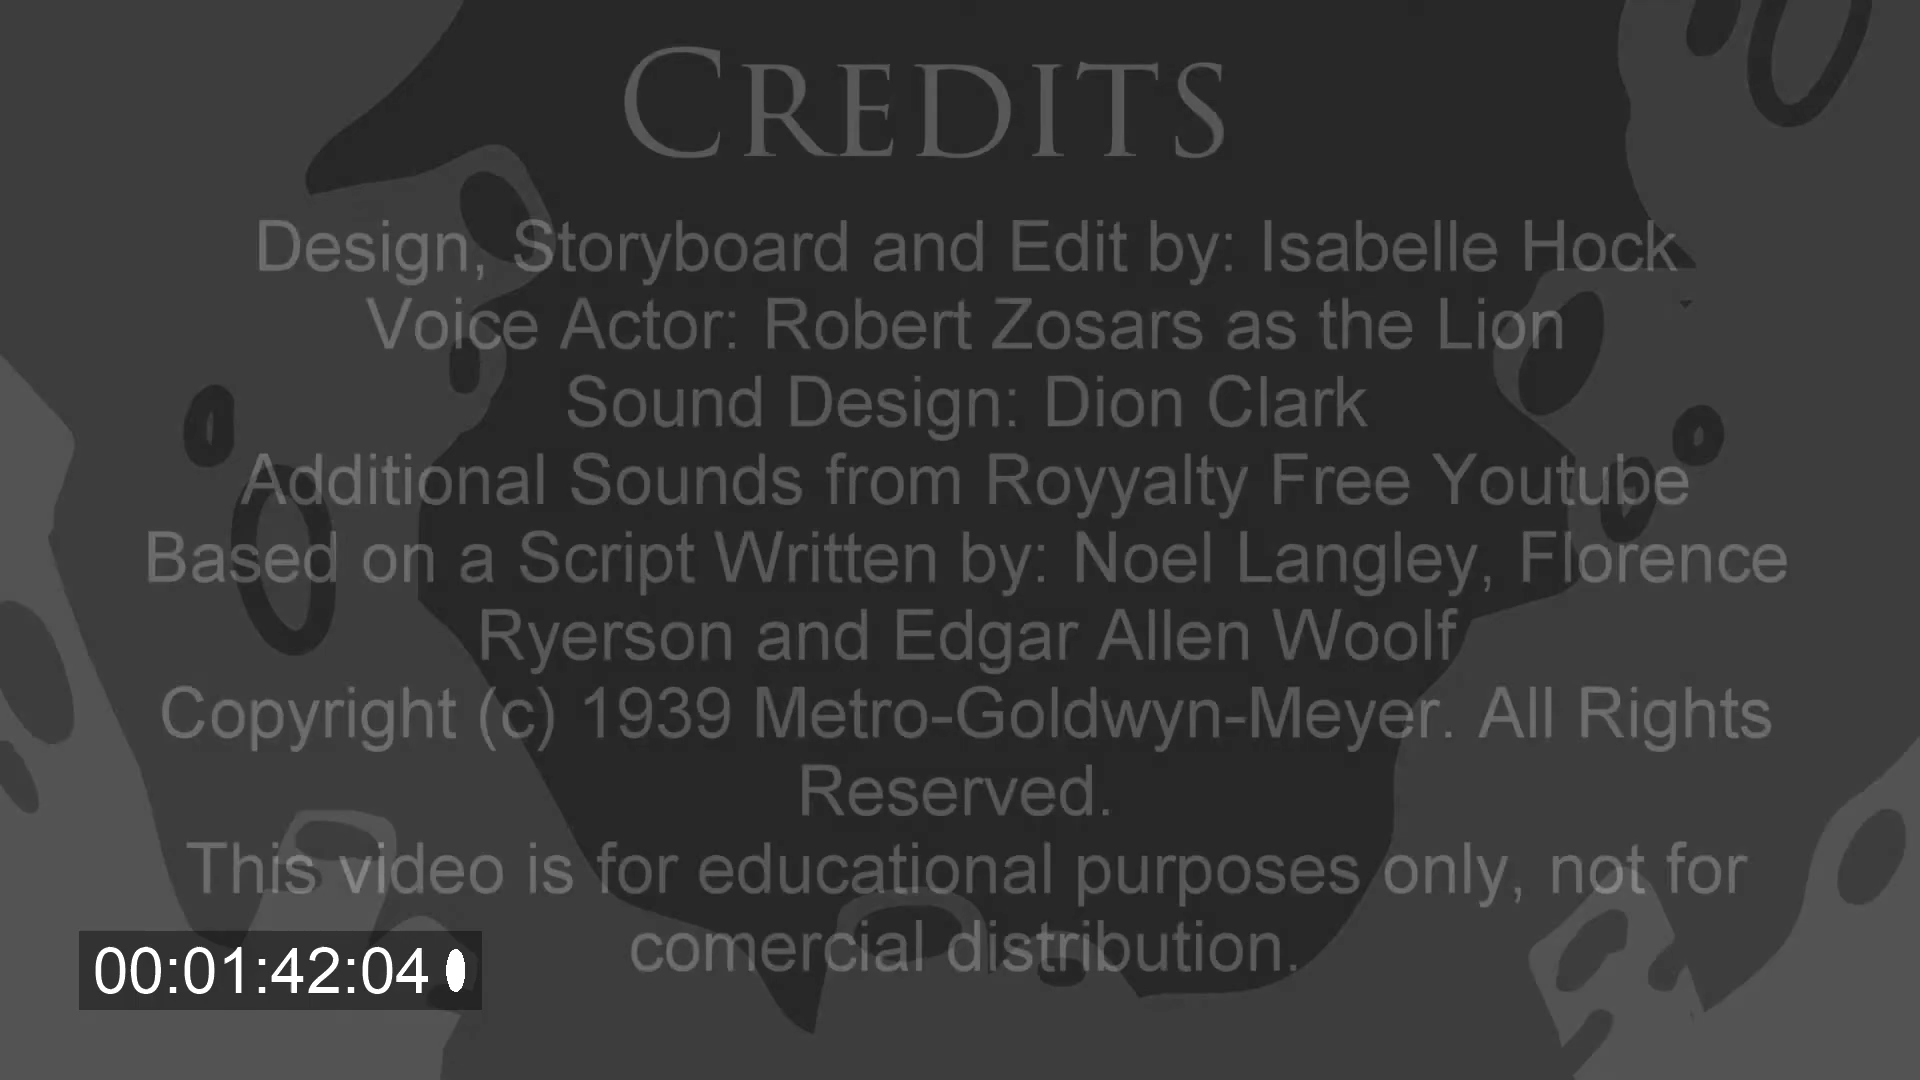 CREDITS
Design, Storyboard and Edit by: Isabelle Hock
Voice Actor: Robert Zosars as the Lion
Sound Design: Dion Clark
Additional Sounds from Royyalty Free Youtube
Based on a Script Written by: Noel Langley, Florence
Ryerson and Edgar Allen Woolf
Copyright (c) 1939 Metro-Goldwyn-Meyer. All Rights
Reserved.
This video is for educational purposes only, not for
comercial distribution.
00:01:42:04